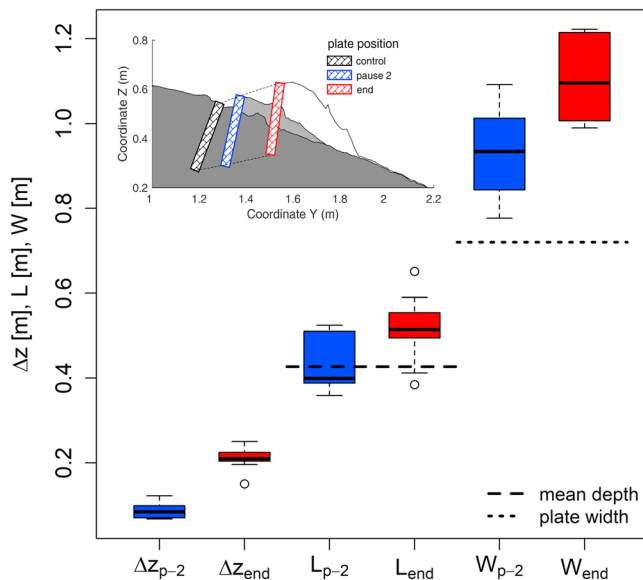 Δz [m], L [m], W [m]
1.2
1.0
0.8
0.6
0.4
0.2
Coordinate Z (m)
0.8
0.6
0.4
0.2
1
1.2
1.4
1.6
1.8
2
2.2
Coordinate Y (m)
plate position
control
pause 2
end
mean depth
plate width
Δzp−2
Δzend
Lp−2
Lend
Wp−2
Wend